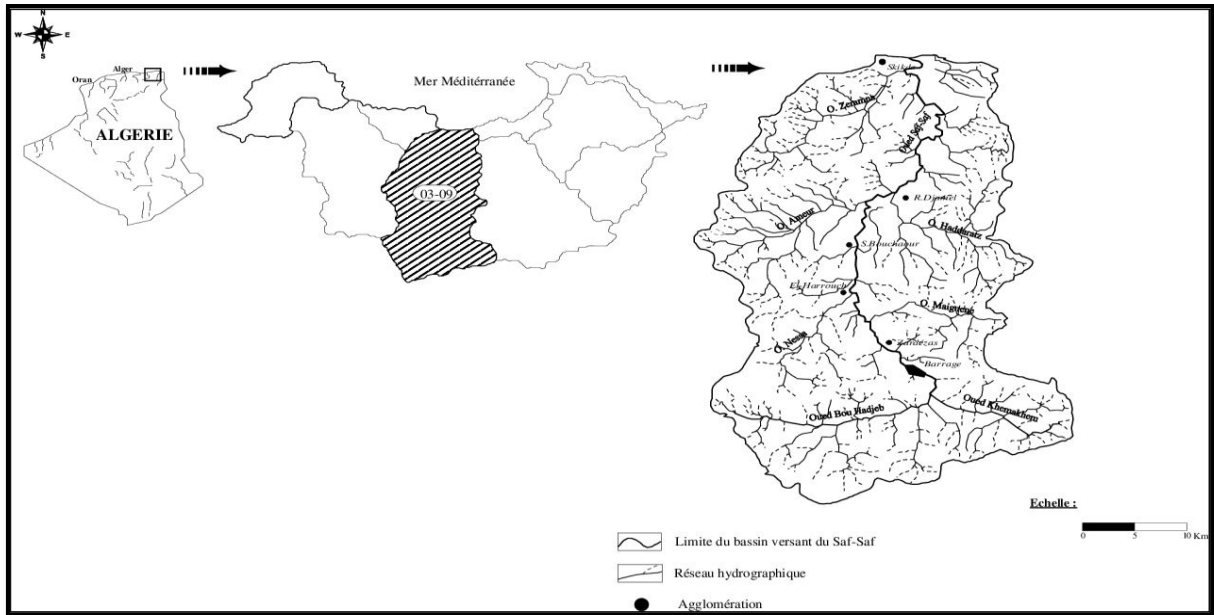 N
W
E
S
Alger
Oran
ALGERIE
Mer Méditérranée
03-09
Skikda
O. Zeramna
Oued Saf-Saf
R.Djamel
O. Ameur
O. Haddaratz
S.Bouchaour
El-Harrouch
O. Maiguene
O. Nessa
Zardezas
Barrage
Oued Bou Hadjeb
Oued Khemakhem
Echelle :
0 5 10 Km
Limite du bassin versant du Saf-Saf
Réseau hydrographique
Agglomération